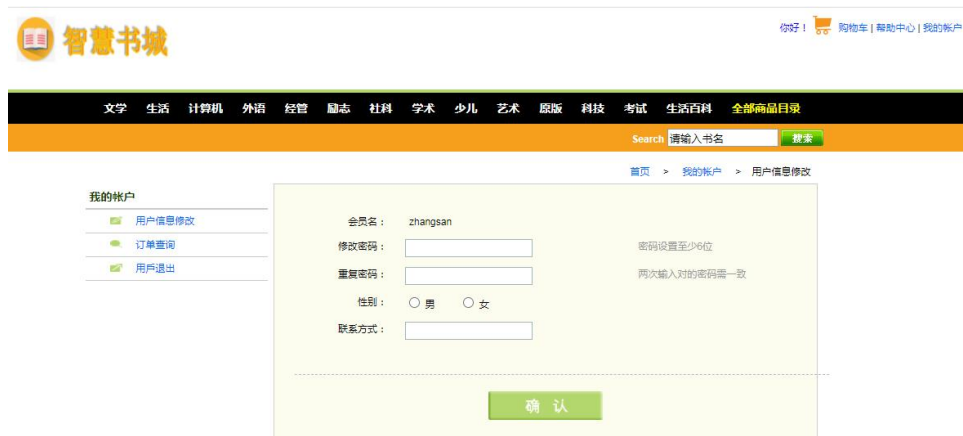 智慧书城
你好！ 购物车 | 帮助中心 | 我的帐户
文学 生活 计算机 外语 经管 励志 社科 学术 少儿 艺术 原版 科技 考试 生活百科 全部商品目录
Search 请输入书名 搜索
首页 > 我的帐户 > 用户信息修改
我的帐户
用户信息修改
订单查询
用戶退出
会员名： zhangsan
修改密码： 密码设置至少6位
重复密码： 两次输入对的密码需一致
性别： 男 女
联系方式：
确 认